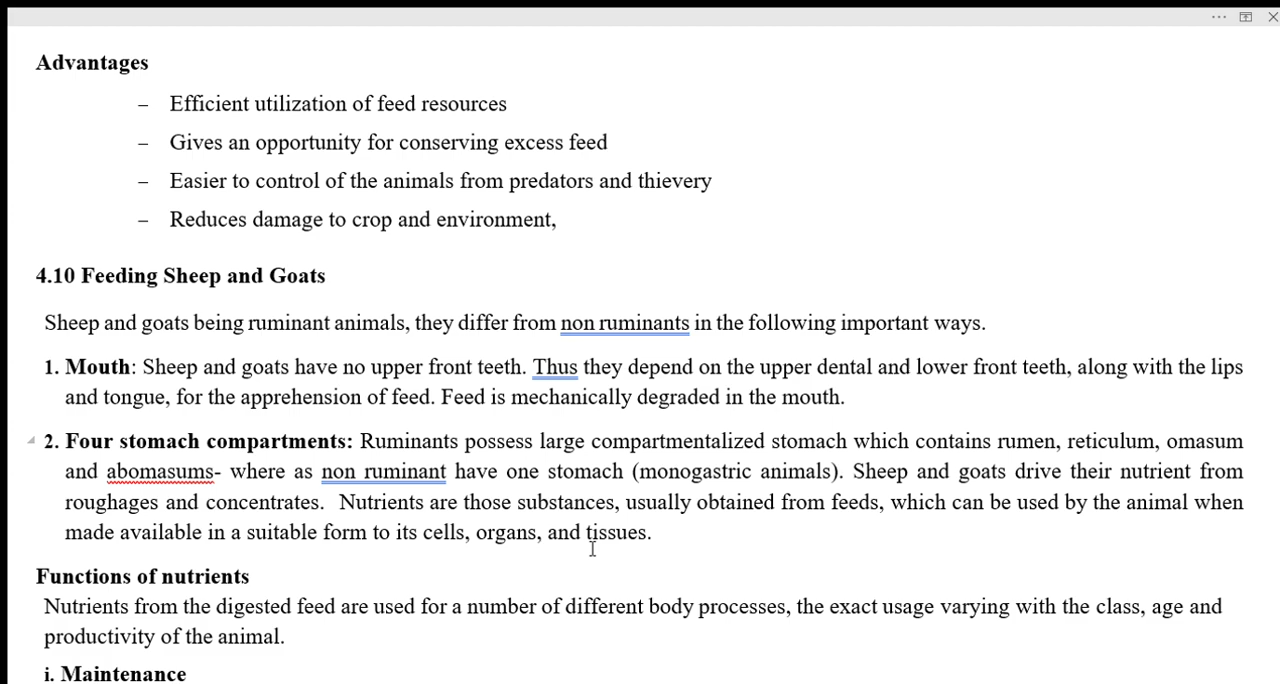 Advantages
– Efficient utilization of feed resources
– Gives an opportunity for conserving excess feed
– Easier to control of the animals from predators and thievery
– Reduces damage to crop and environment,
4.10 Feeding Sheep and Goats
Sheep and goats being ruminant animals, they differ from non ruminants in the following important ways.
1. Mouth: Sheep and goats have no upper front teeth. Thus they depend on the upper dental and lower front teeth, along with the lips
and tongue, for the apprehension of feed. Feed is mechanically degraded in the mouth.
2. Four stomach compartments: Ruminants possess large compartmentalized stomach which contains rumen, reticulum, omasum
and abomasums- where as non ruminant have one stomach (monogastric animals). Sheep and goats drive their nutrient from
roughages and concentrates. Nutrients are those substances, usually obtained from feeds, which can be used by the animal when
made available in a suitable form to its cells, organs, and tissues.
Functions of nutrients
Nutrients from the digested feed are used for a number of different body processes, the exact usage varying with the class, age and
productivity of the animal.
i. Maintenance